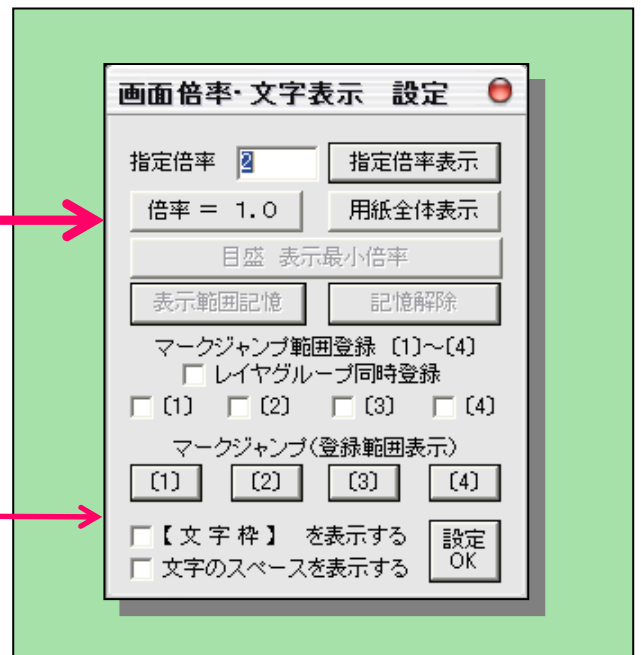 画面倍率・文字表示　設定
指定倍率 2 指定倍率表示
倍率 ＝ 1.0 用紙全体表示
目盛 表示最小倍率
表示範囲記憶 記憶解除
マークジャンプ範囲登録 〔1〕～〔4〕
レイヤグループ同時登録
〔1〕 〔2〕 〔3〕 〔4〕
マークジャンプ(登録範囲表示)
〔1〕 〔2〕 〔3〕 〔4〕
【 文 字 枠 】 を表示する
文字のスペースを表示する
設定
OK